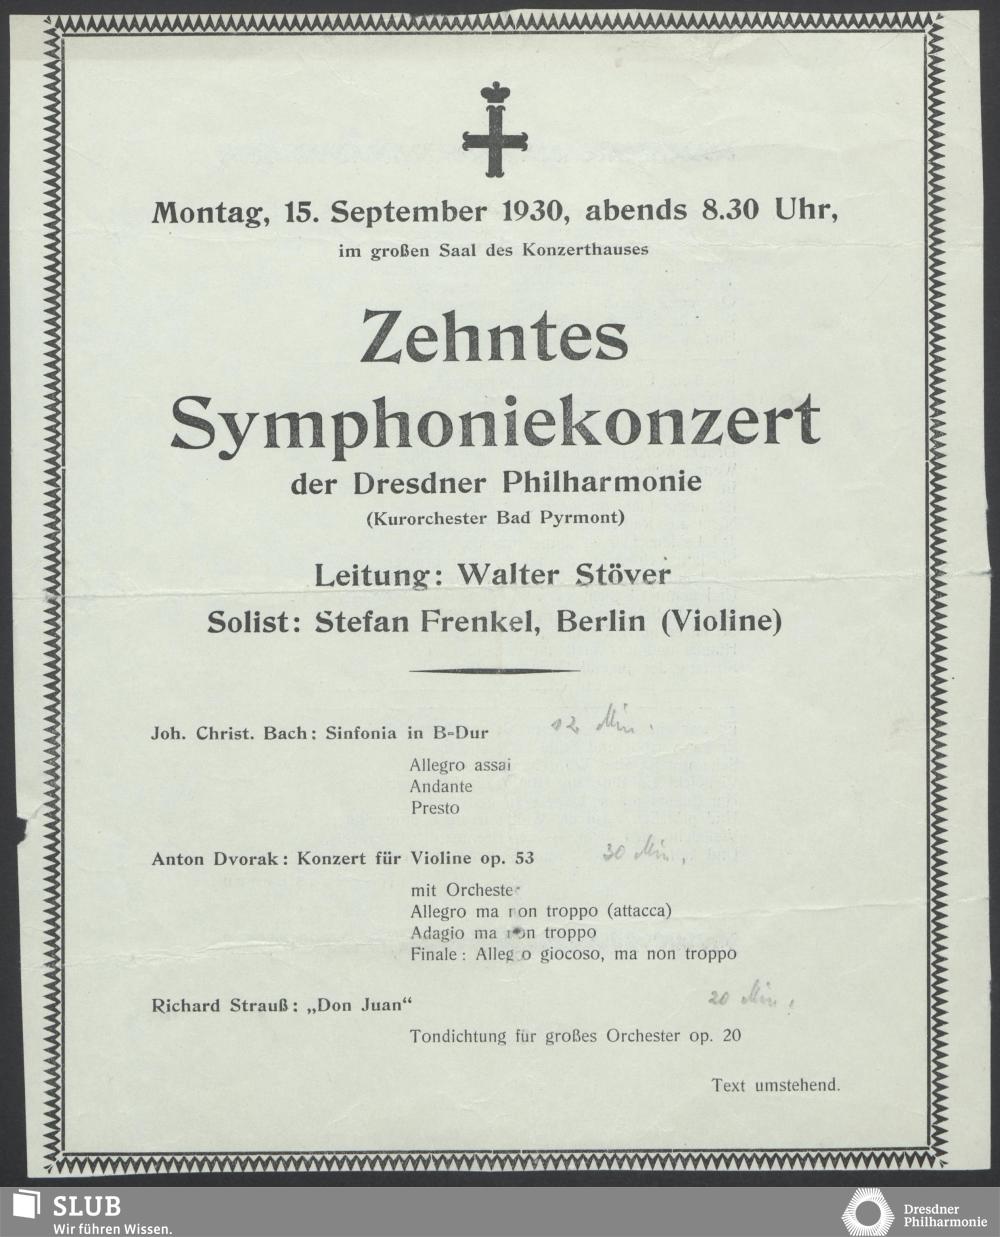 Montag, 15. September 1930, abends 8.30 Uhr,
im großen Saal des Konzerthauses
Zehntes
Symphoniekonzert
der Dresdner Philharmonie
(Kurorchester Bad Pyrmont)
Leitung: Walter Stöver
Solist: Stefan Frenkel, Berlin (Violine)
Joh. Christ. Bach: Sinfonia in B-Dur 12 Min.
Allegro assai
Andante
Presto
Anton Dvorak: Konzert für Violine op. 53 30 Min.
mit Orchester
Allegro ma non troppo (attacca)
Adagio ma non troppo
Finale: Allegro giocoso, ma non troppo
Richard Strauß: „Don Juan“ 20 Min.
Tondichtung für großes Orchester op. 20
Text umstehend.
SLUB
Wir führen Wissen.
Dresdner
Philharmonie